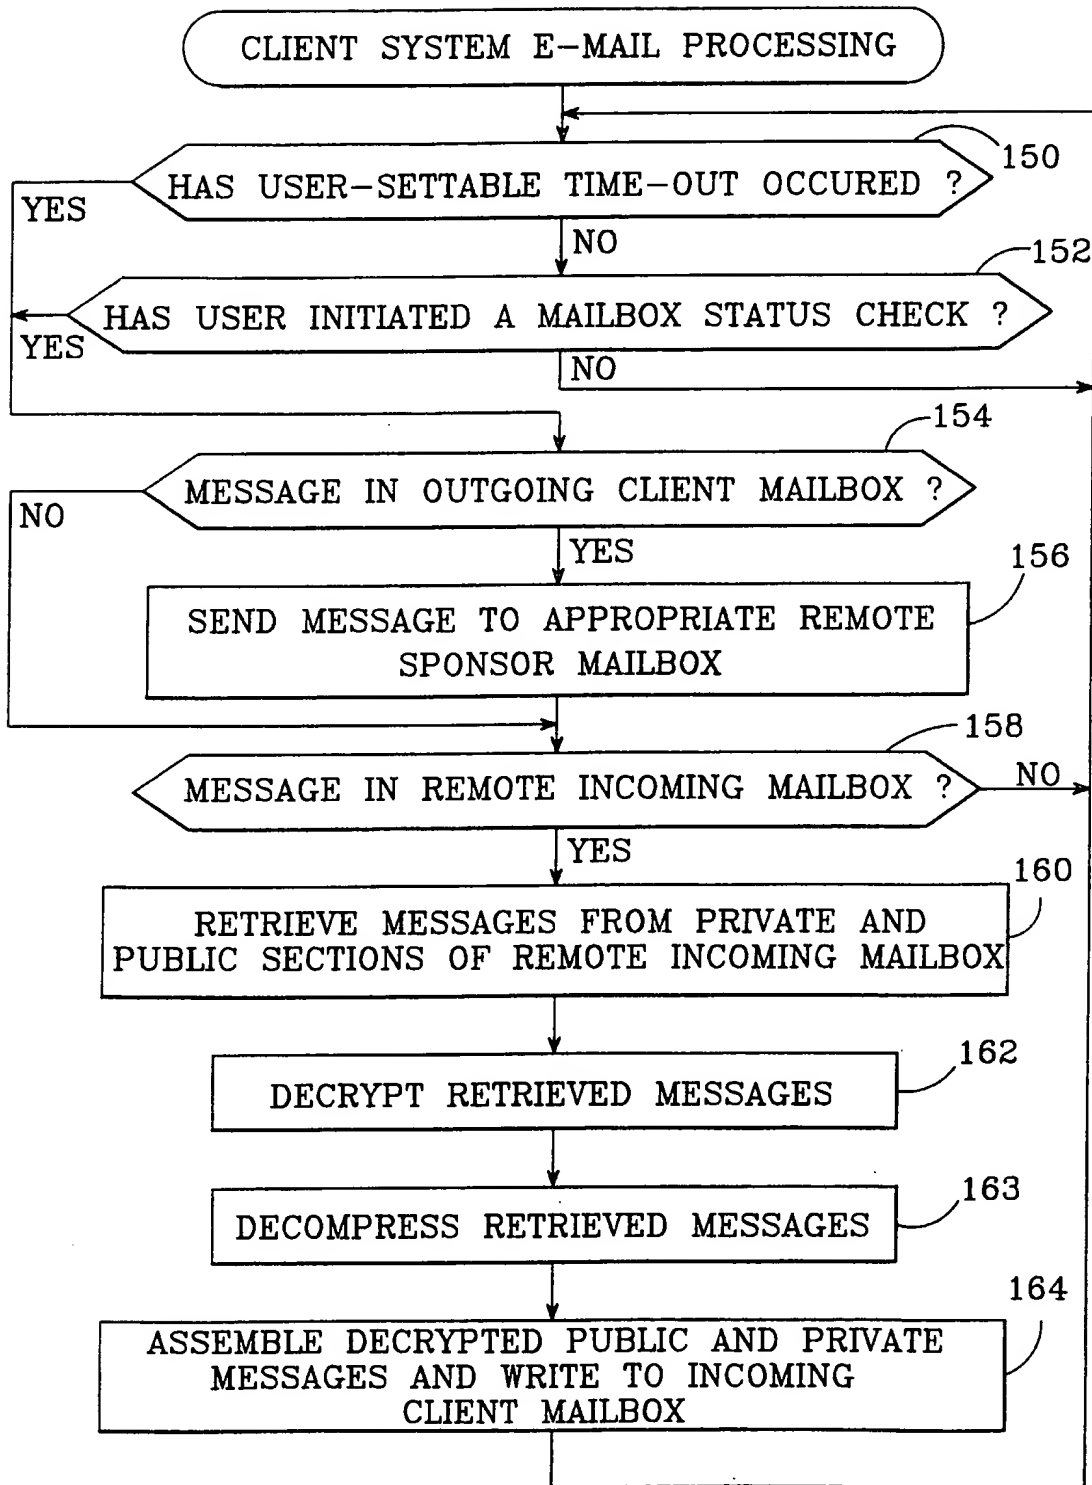 CLIENT SYSTEM E-MAIL PROCESSING
150
HAS USER-SETTABLE TIME-OUT OCCURED ?
YES
NO
152
HAS USER INITIATED A MAILBOX STATUS CHECK ?
YES
NO
154
MESSAGE IN OUTGOING CLIENT MAILBOX ?
NO
YES
156
SEND MESSAGE TO APPROPRIATE REMOTE
SPONSOR MAILBOX
158
MESSAGE IN REMOTE INCOMING MAILBOX ?
NO
YES
160
RETRIEVE MESSAGES FROM PRIVATE AND
PUBLIC SECTIONS OF REMOTE INCOMING MAILBOX
162
DECRYPT RETRIEVED MESSAGES
163
DECOMPRESS RETRIEVED MESSAGES
164
ASSEMBLE DECRYPTED PUBLIC AND PRIVATE
MESSAGES AND WRITE TO INCOMING
CLIENT MAILBOX